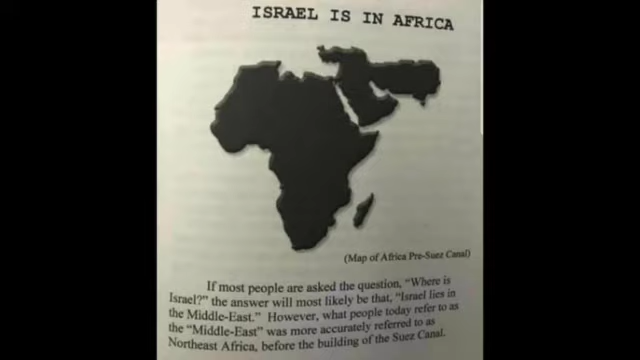 ISRAEL IS IN AFRICA
(Map of Africa Pre-Suez Canal)
If most people are asked the question, "Where is
Israel?" the answer will most likely be that, "Israel lies in
the Middle-East." However, what people today refer to as
the "Middle-East" was more accurately referred to as
Northeast Africa, before the building of the Suez Canal.